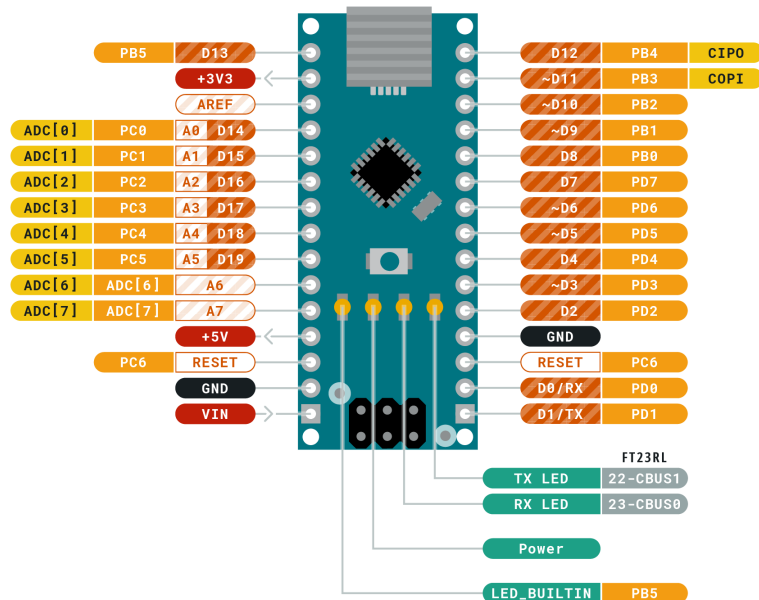 PB5 D13 D12 PB4 CIPO
+3V3 ~D11 PB3 COPI
AREF ~D10 PB2
ADC[0] PC0 A0 D14 ~D9 PB1
ADC[1] PC1 A1 D15 D8 PB0
ADC[2] PC2 A2 D16 D7 PD7
ADC[3] PC3 A3 D17 ~D6 PD6
ADC[4] PC4 A4 D18 ~D5 PD5
ADC[5] PC5 A5 D19 D4 PD4
ADC[6] ADC[6] A6 ~D3 PD3
ADC[7] ADC[7] A7 D2 PD2
+5V GND
PC6 RESET RESET PC6
GND D0/RX PD0
VIN D1/TX PD1
FT23RL
TX LED 22-CBUS1
RX LED 23-CBUS0
Power
LED_BUILTIN PB5